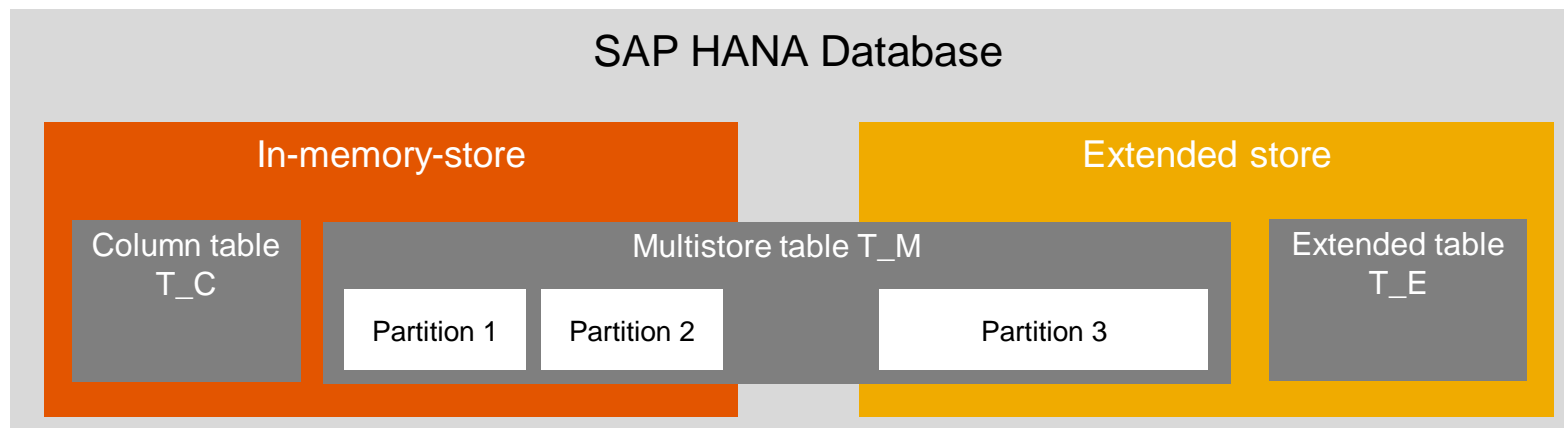 SAP HANA Database
In-memory-store
Extended store
Column table
T_C
Multistore table T_M
Extended table
T_E
Partition 1
Partition 2
Partition 3